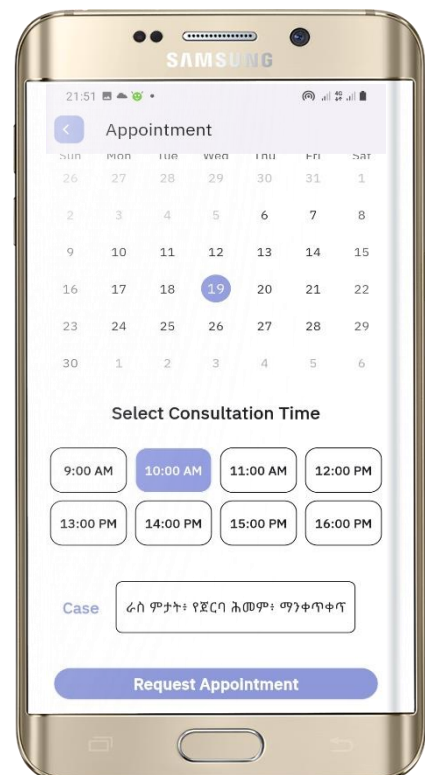 SAMSUNG
21:51 4G
Appointment
Sun Mon Tue Wed Thu Fri Sat
26 27 28 29 30 31 1
2 3 4 5 6 7 8
9 10 11 12 13 14 15
16 17 18 19 20 21 22
23 24 25 26 27 28 29
30 1 2 3 4 5 6
Select Consultation Time
9:00 AM 10:00 AM 11:00 AM 12:00 PM
13:00 PM 14:00 PM 15:00 PM 16:00 PM
Case ራስ ምታት፥ የጀርባ ሕመም፥ ማንቀጥቀጥ
Request Appointment